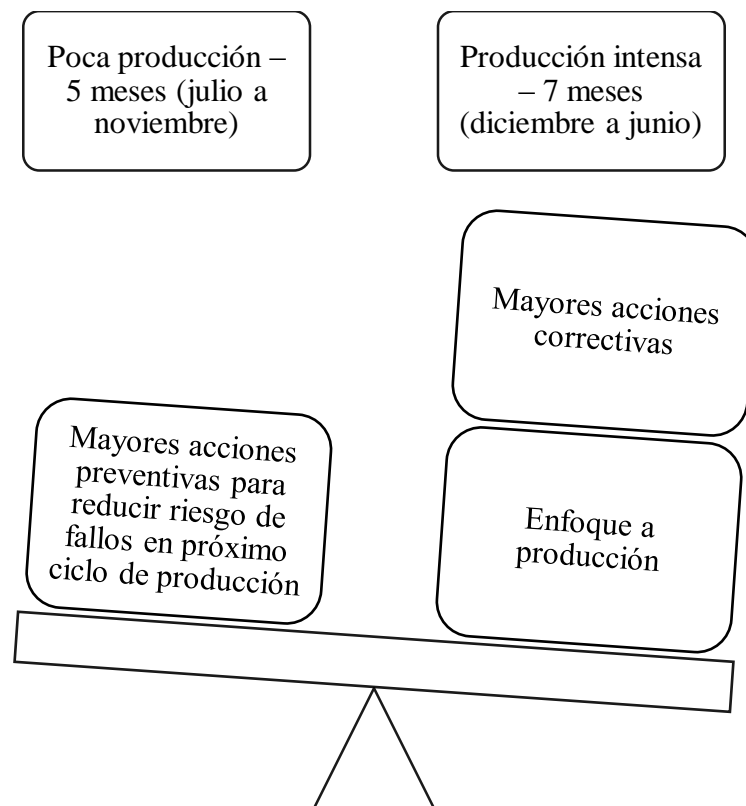 Poca producción –
5 meses (julio a
noviembre)
Producción intensa
– 7 meses
(diciembre a junio)
Mayores acciones
correctivas
Mayores acciones
preventivas para
reducir riesgo de
fallos en próximo
ciclo de producción
Enfoque a
producción